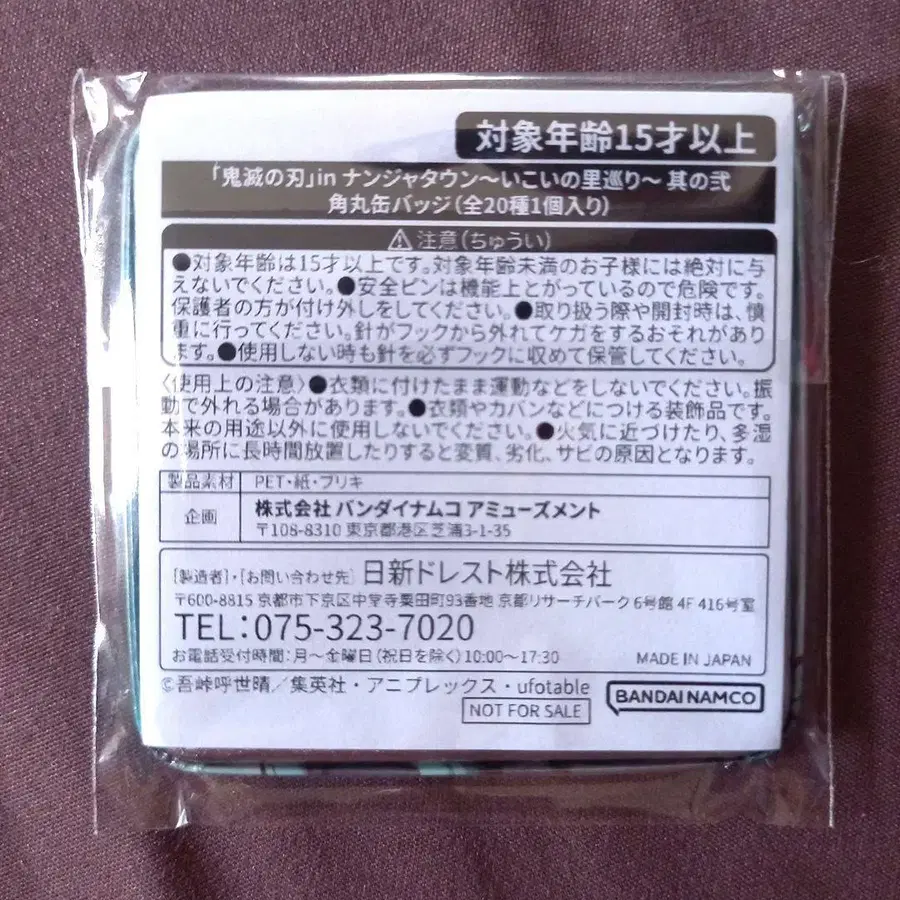 対象年齢15才以上
「鬼滅の刃」in ナンジャタウン～いこいの里巡り～ 其の弐
角丸缶バッジ（全20種1個入り）
⚠注意（ちゅうい）
●対象年齢は15才以上です。対象年齢未満のお子様には絶対に与
えないでください。●安全ピンは機能上とがっているので危険です。
保護者の方が付け外しをしてください。●取り扱う際や開封時は、慎
重に行ってください。針がフックから外れてケガをするおそれがあり
ます。●使用しない時も針を必ずフックに収めて保管してください。
〈使用上の注意〉●衣類に付けたまま運動などをしないでください。振
動で外れる場合があります。●衣類やカバンなどにつける装飾品です。
本来の用途以外に使用しないでください。●火気に近づけたり、多湿
の場所に長時間放置したりすると変質、劣化、サビの原因となります。
製品素材 PET・紙・ブリキ
企画 株式会社 バンダイナムコ アミューズメント
〒108-8310 東京都港区芝浦3-1-35
［製造者］・［お問い合わせ先］ 日新ドレスト株式会社
〒600-8815 京都市下京区中堂寺粟田町93番地 京都リサーチパーク 6号館 4F 416号室
TEL：075-323-7020
お電話受付時間：月～金曜日（祝日を除く）10:00～17:30 MADE IN JAPAN
©吾峠呼世晴／集英社・アニプレックス・ufotable
BANDAI NAMCO
NOT FOR SALE